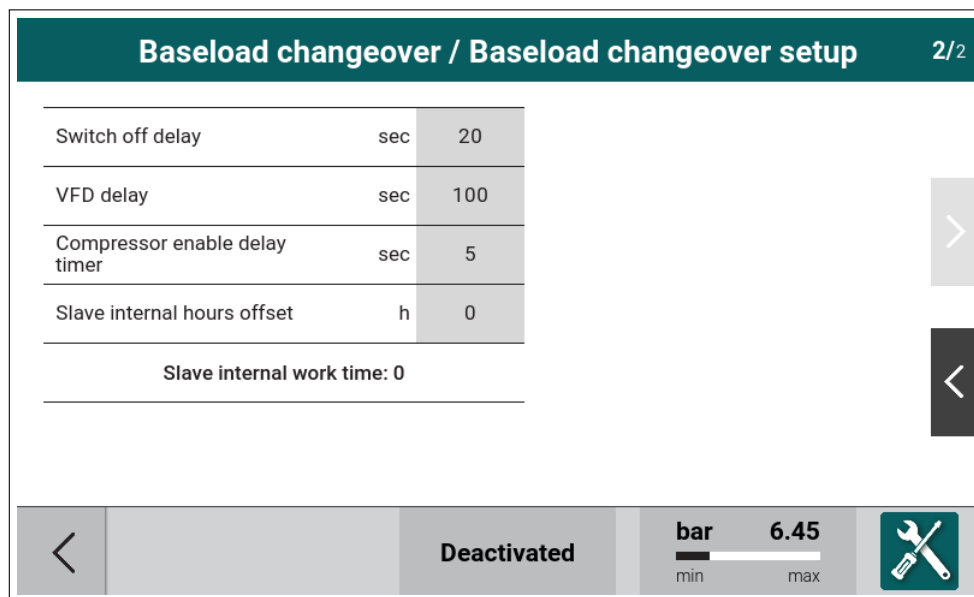 Baseload changeover / Baseload changeover setup 2/2
Switch off delay sec 20
VFD delay sec 100
Compressor enable delay
timer sec 5
Slave internal hours offset h 0
Slave internal work time: 0
Deactivated
bar 6.45
min max